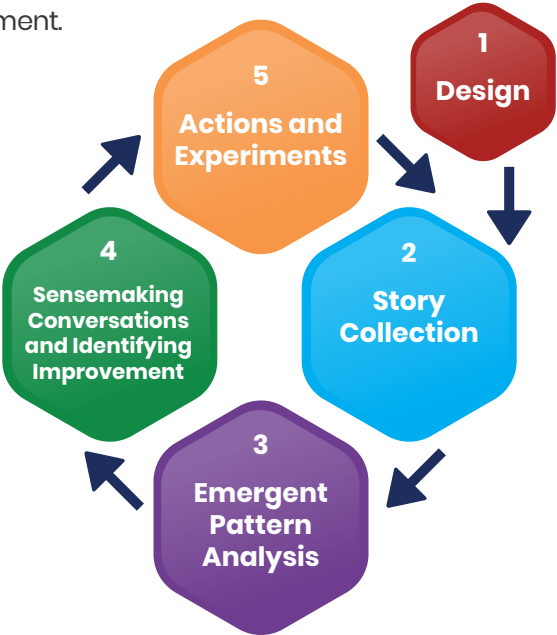 ment.
1
Design
2
Story
Collection
3
Emergent
Pattern
Analysis
4
Sensemaking
Conversations
and Identifying
Improvement
5
Actions and
Experiments